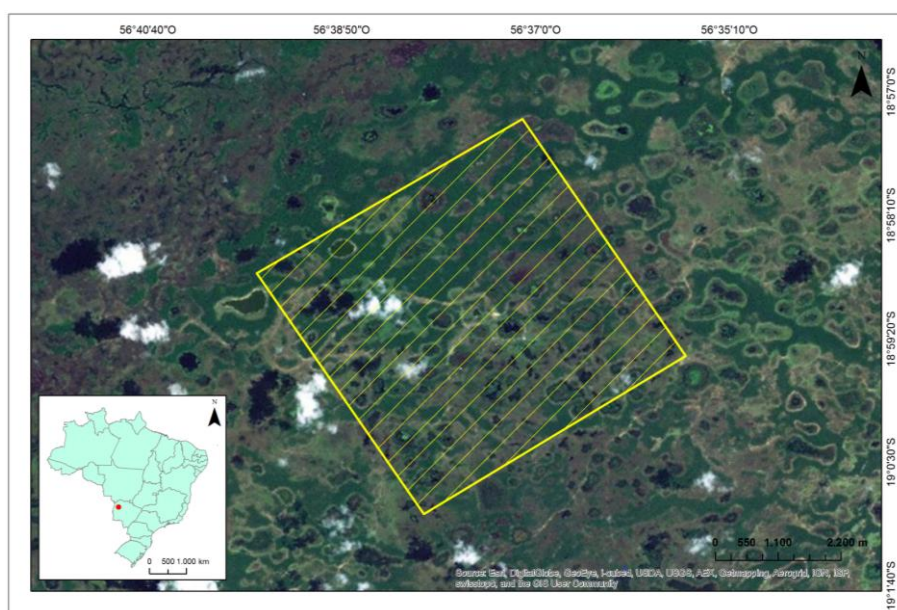 56°40'40"O 56°38'50"O 56°37'0"O 56°35'10"O
N
18°57'0"S
18°58'10"S
18°59'20"S
19°0'30"S
19°1'40"S
N
0 500 1.000 km
0 550 1.100 2.200 m
Source: Esri, DigitalGlobe, GeoEye, i-cubed, USDA, USGS, AEX, Getmapping, Aerogrid, IGN, IGP,
swisstopo, and the GIS User Community